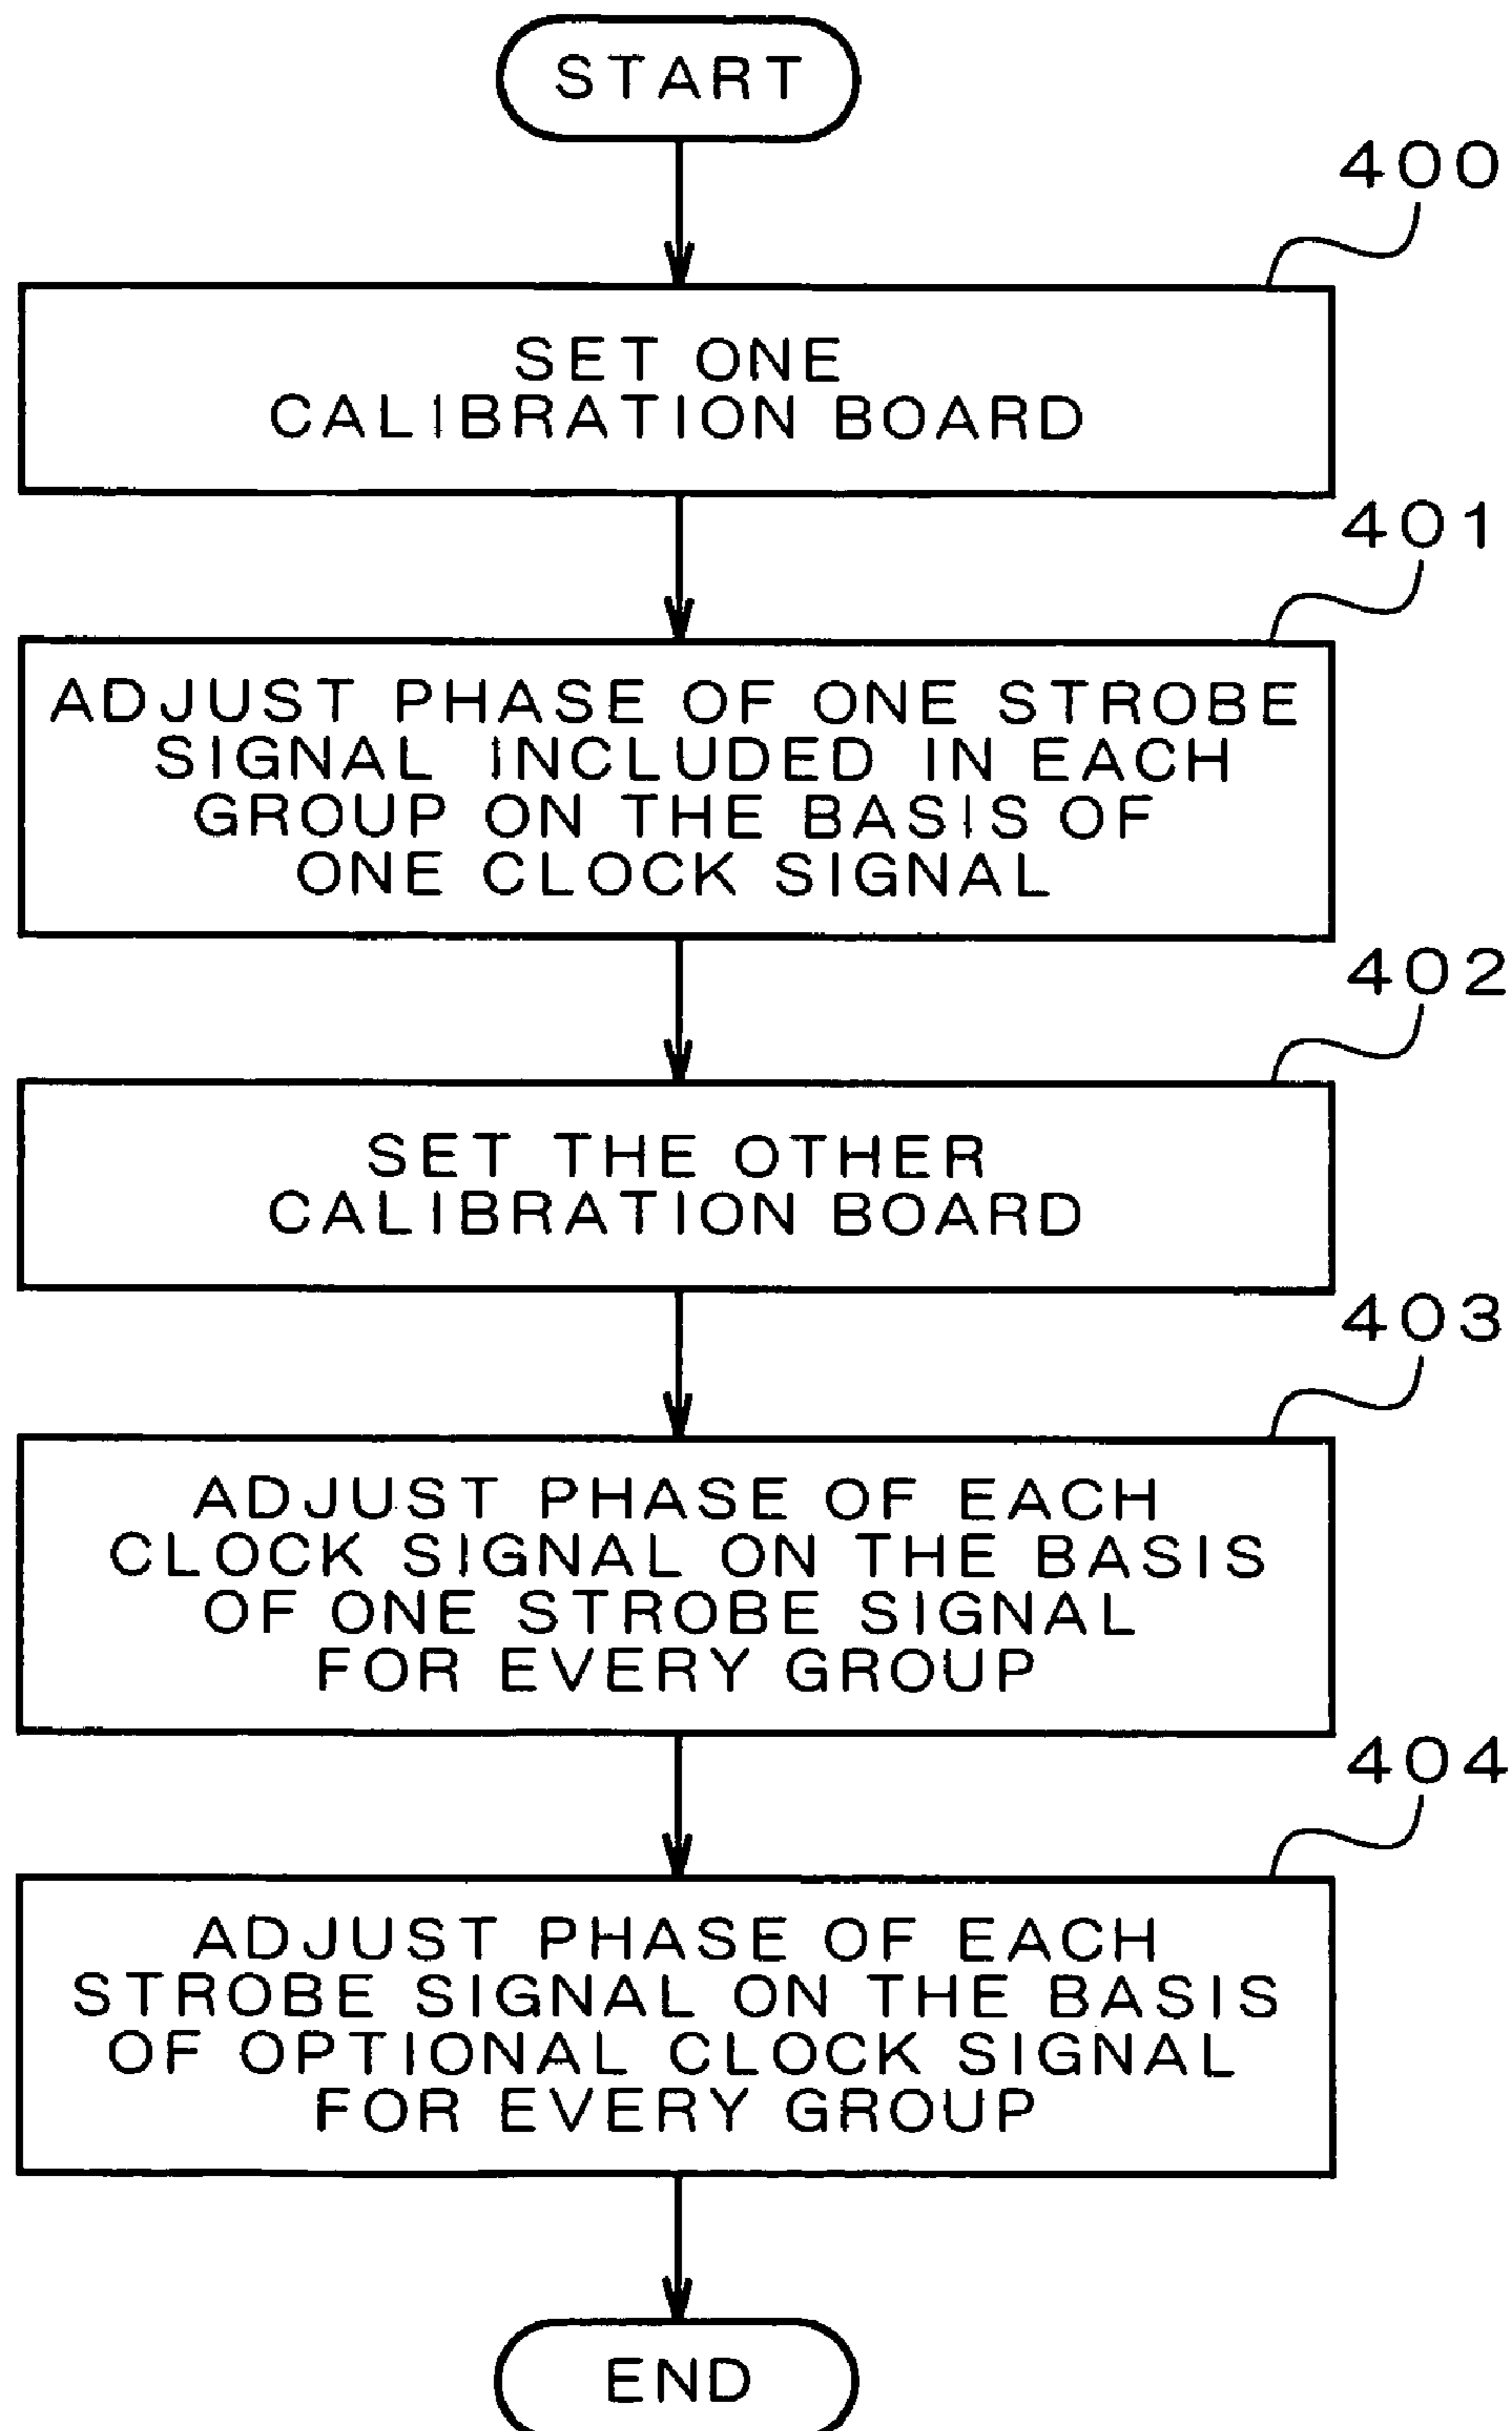 START
400
SET ONE
CALIBRATION BOARD
401
ADJUST PHASE OF ONE STROBE
SIGNAL INCLUDED IN EACH
GROUP ON THE BASIS OF
ONE CLOCK SIGNAL
402
SET THE OTHER
CALIBRATION BOARD
403
ADJUST PHASE OF EACH
CLOCK SIGNAL ON THE BASIS
OF ONE STROBE SIGNAL
FOR EVERY GROUP
404
ADJUST PHASE OF EACH
STROBE SIGNAL ON THE BASIS
OF OPTIONAL CLOCK SIGNAL
FOR EVERY GROUP
END